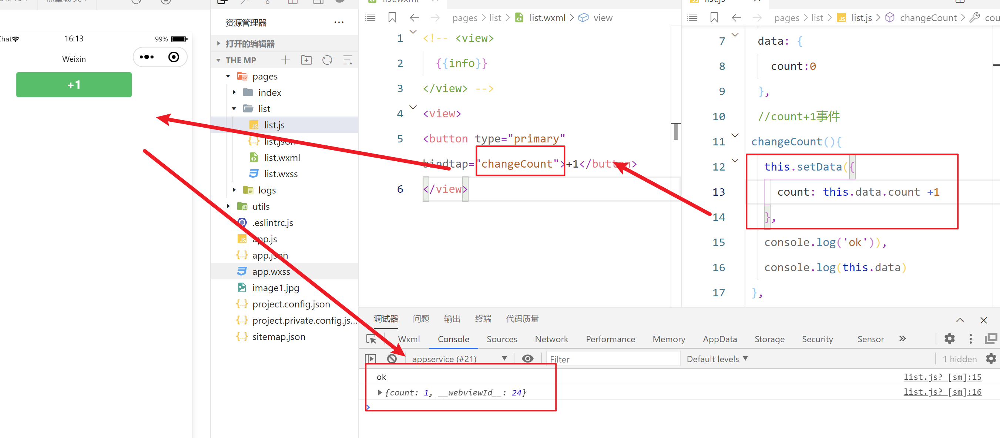 资源管理器
打开的编辑器
THE MP
pages
index
list
list.js
list.json
list.wxml
list.wxss
logs
utils
.eslintrc.js
app.js
app.json
app.wxss
image1.jpg
project.config.json
project.private.config.js...
sitemap.json
16:13
99%
Weixin
+1
list.wxml
pages > list > list.wxml > view
1 <!-- <view>
2 {{info}}
3 </view> -->
4 <view>
5 <button type="primary"
bindtap="changeCount">+1</button>
6 </view>
list.js
pages > list > list.js > changeCount >
7 data: {
8 count:0
9 },
10 //count+1事件
11 changeCount(){
12 this.setData({
13 count: this.data.count +1
14 },
15 console.log('ok')),
16 console.log(this.data)
17 },
调试器 问题 输出 终端 代码质量
Wxml Console Sources Network Performance Memory AppData Storage Security Sensor »
appservice (#21) Filter Default levels 1 hidden
ok list.js? [sm]:15
{count: 1, __webviewId__: 24} list.js? [sm]:16